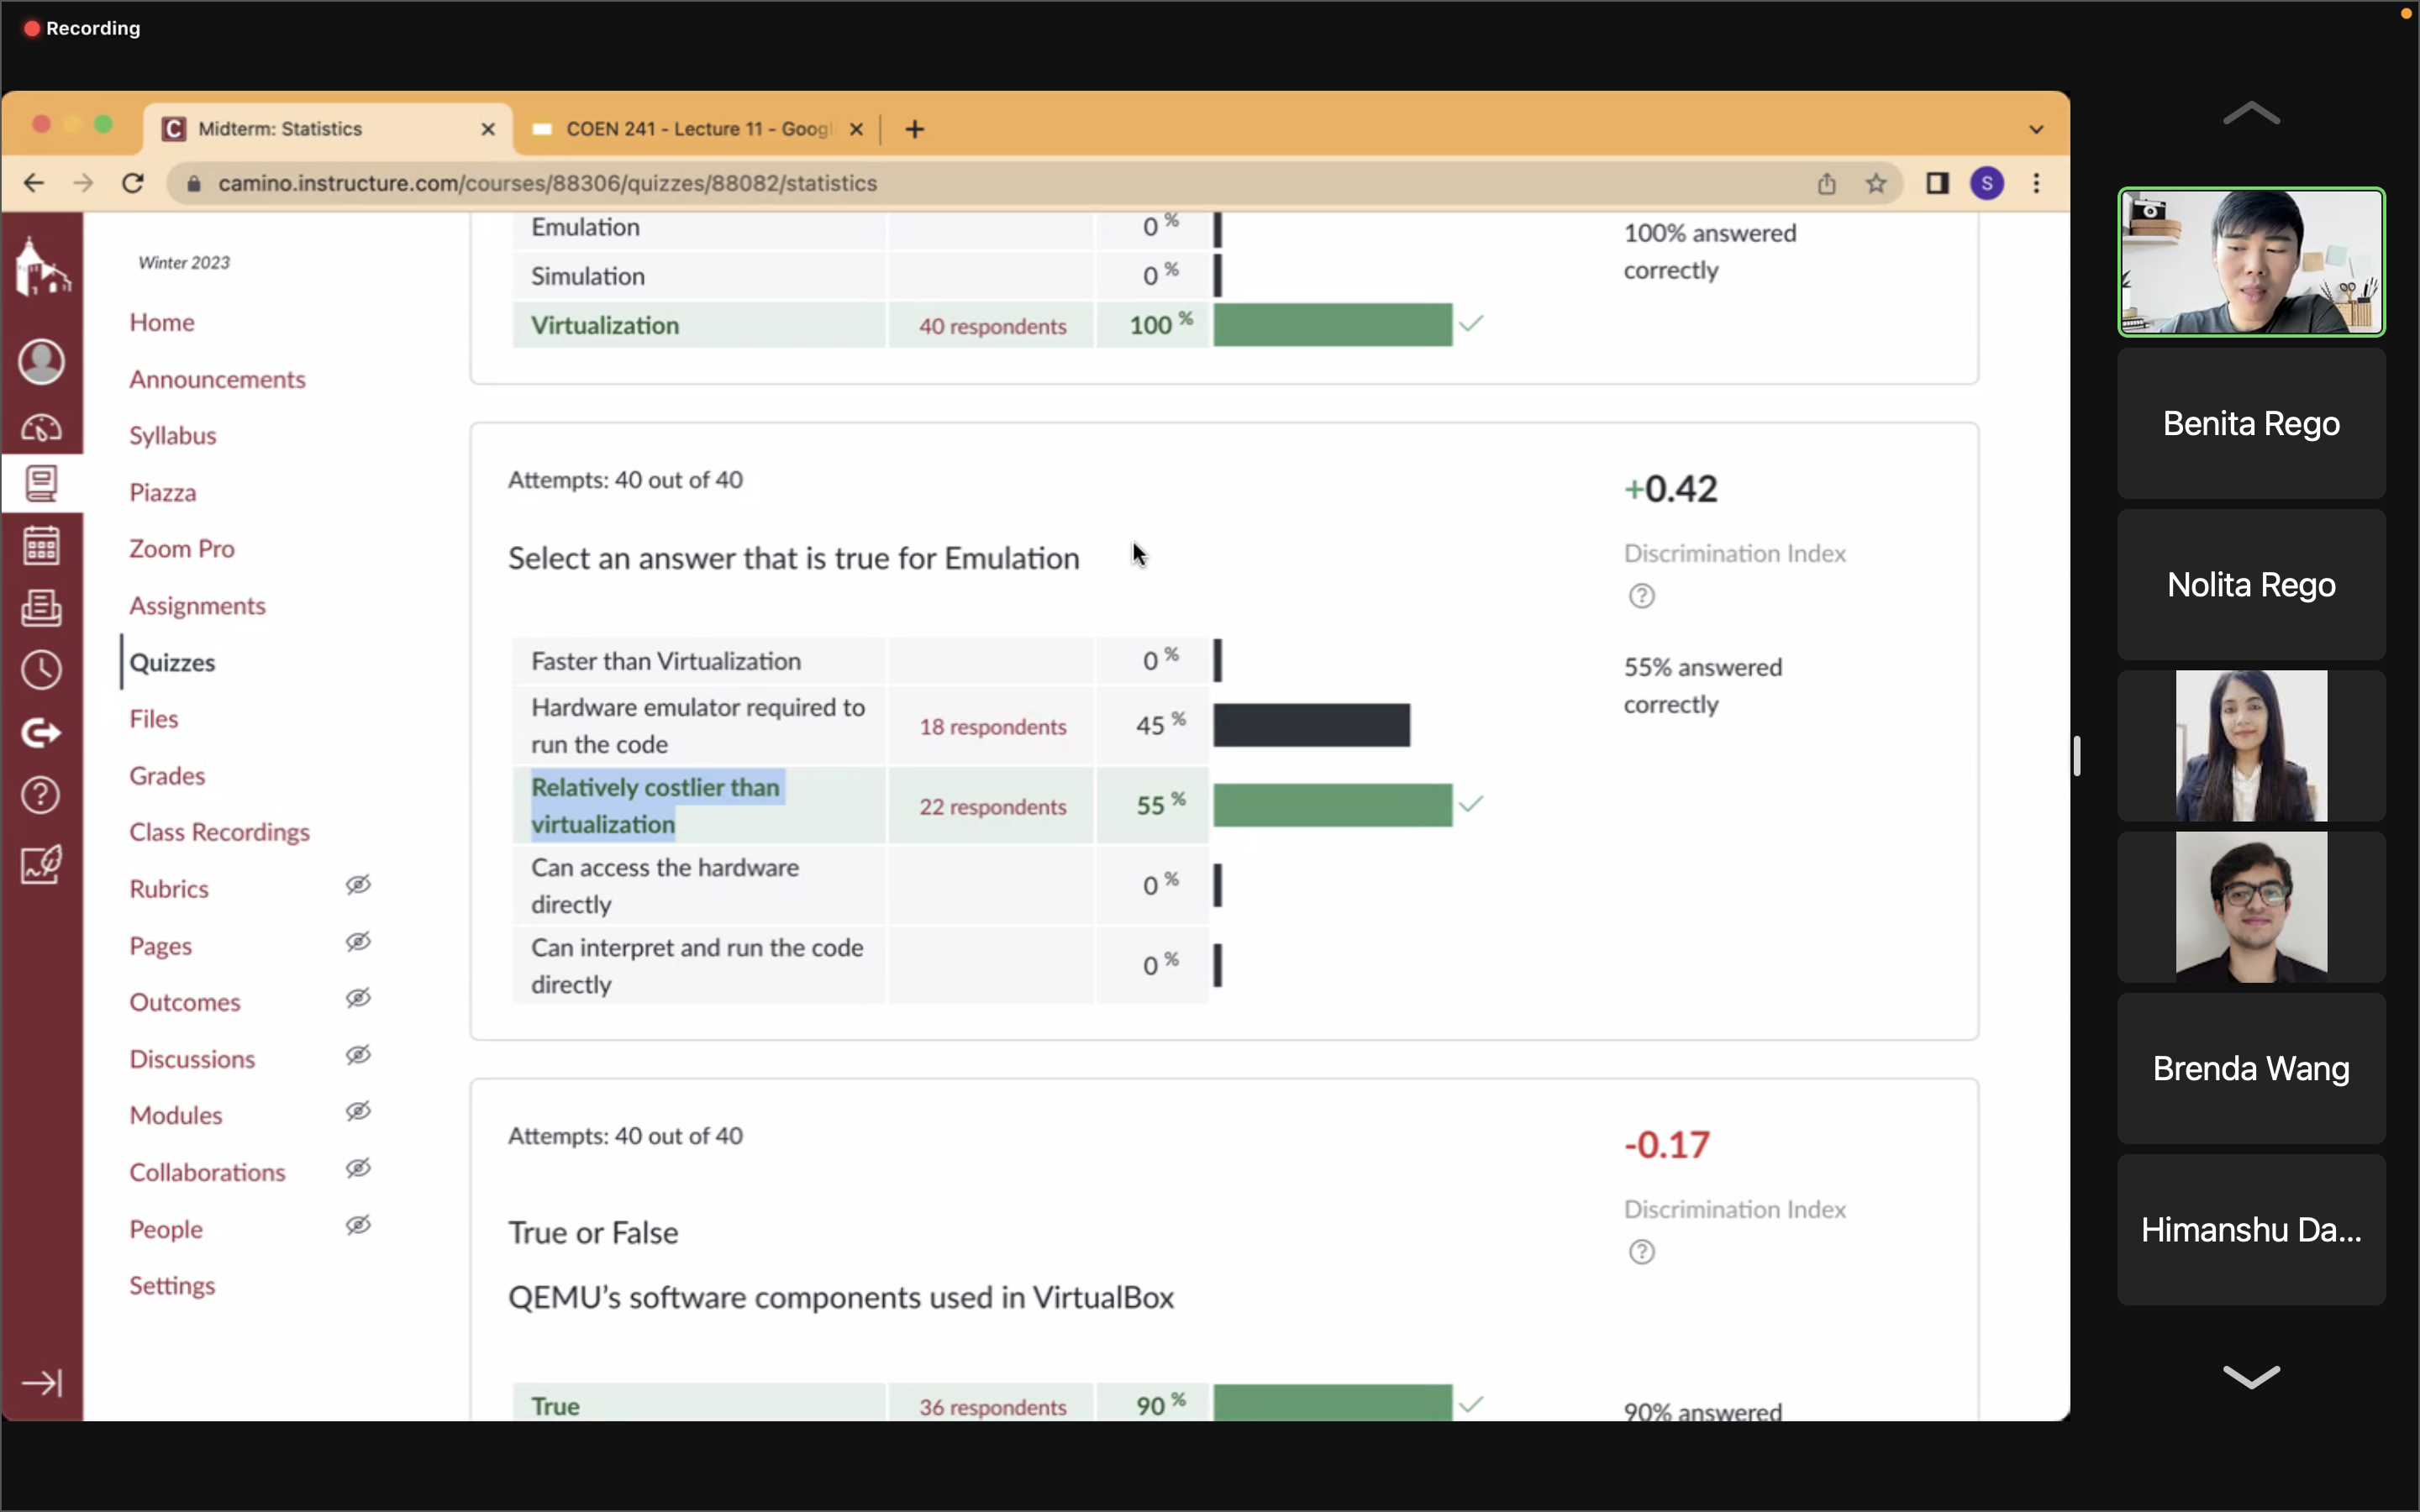 Recording
Midterm: Statistics
COEN 241 - Lecture 11 - Googl
camino.instructure.com/courses/88306/quizzes/88082/statistics
S
Winter 2023
Home
Announcements
Syllabus
Piazza
Zoom Pro
Assignments
Quizzes
Files
Grades
Class Recordings
Rubrics
Pages
Outcomes
Discussions
Modules
Collaborations
People
Settings
Emulation 0 %
Simulation 0 %
Virtualization 40 respondents 100 %
100% answered
correctly
Attempts: 40 out of 40
+0.42
Discrimination Index
Select an answer that is true for Emulation
Faster than Virtualization 0 %
Hardware emulator required to
run the code
18 respondents 45 %
Relatively costlier than
virtualization
22 respondents 55 %
Can access the hardware
directly
0 %
Can interpret and run the code
directly
0 %
55% answered
correctly
Attempts: 40 out of 40
-0.17
Discrimination Index
True or False
QEMU’s software components used in VirtualBox
True 36 respondents 90 %
90% answered
Benita Rego
Nolita Rego
Brenda Wang
Himanshu Da...